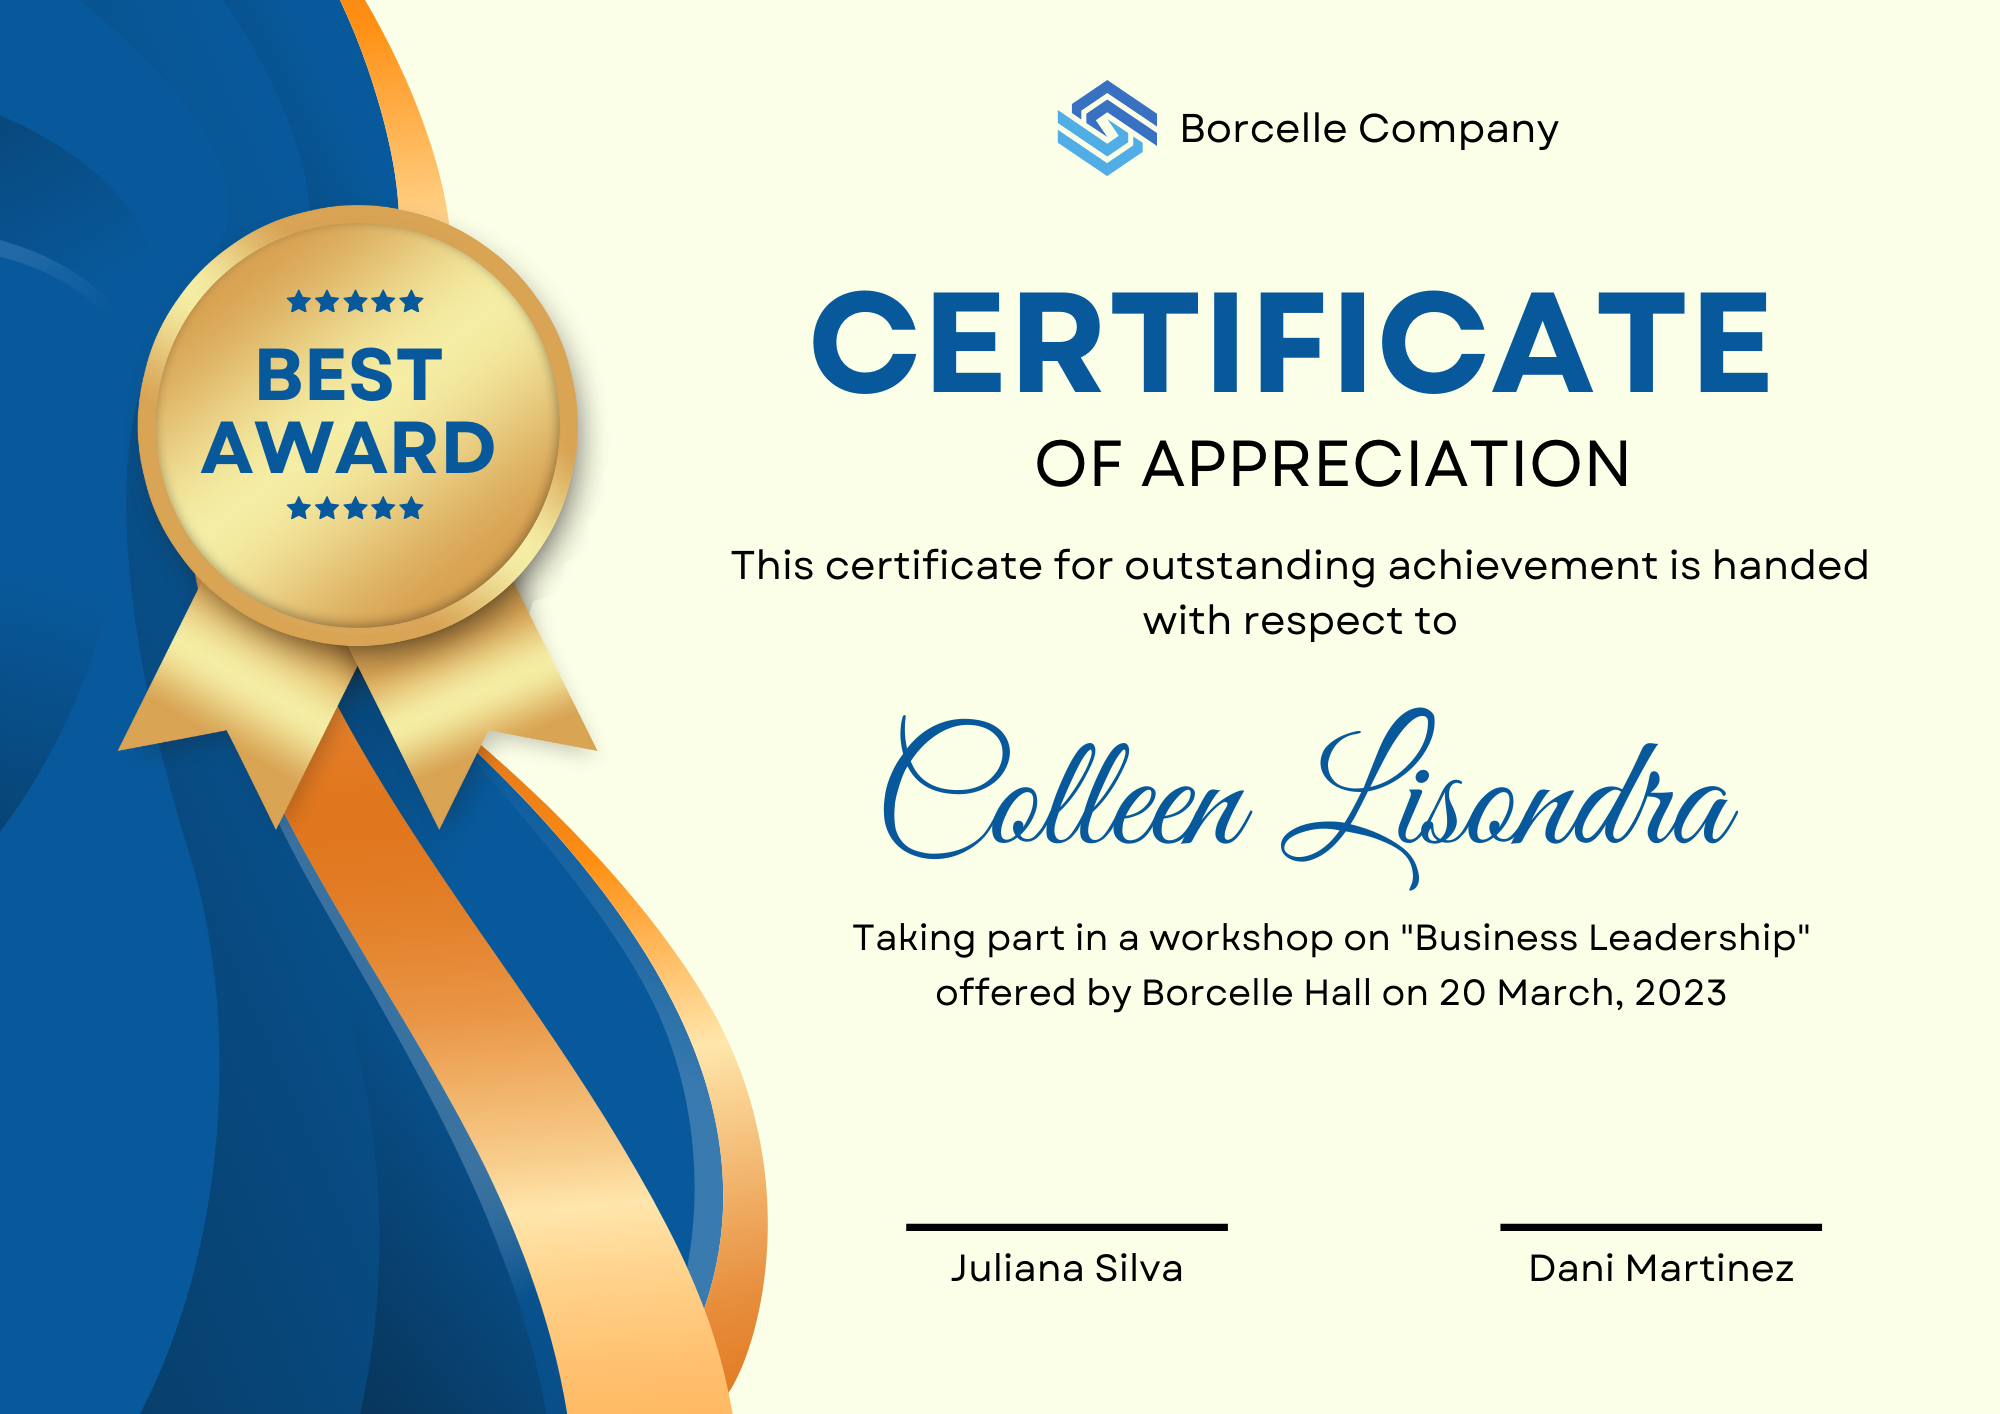 Borcelle Company
BEST
AWARD
CERTIFICATE
OF APPRECIATION
This certificate for outstanding achievement is handed
with respect to
Colleen Lisondra
Taking part in a workshop on "Business Leadership"
offered by Borcelle Hall on 20 March, 2023
Juliana Silva
Dani Martinez